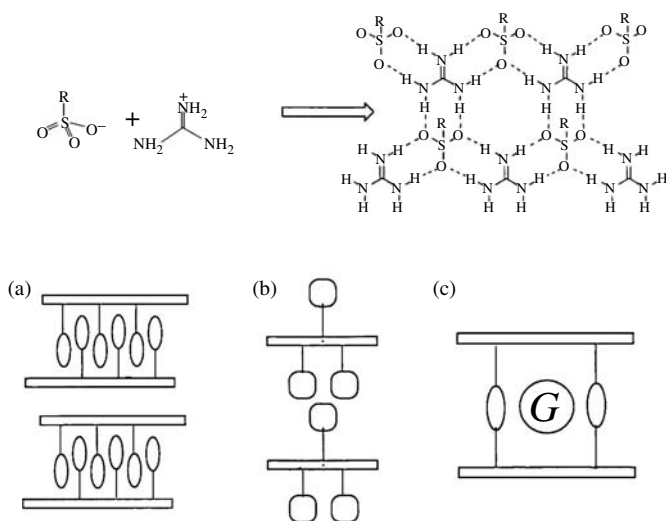 R R R
O S O H H O S O H H O S O
N N
O O O
H N N H H N N H
H H H H
R
O S O⁻
O
+
+
NH₂
NH₂ NH₂
R R
O O O O
S S
H N H H N H H N H
O O
H N N H H N N H H N N H
H H H H H H
(a) (b) (c)
G